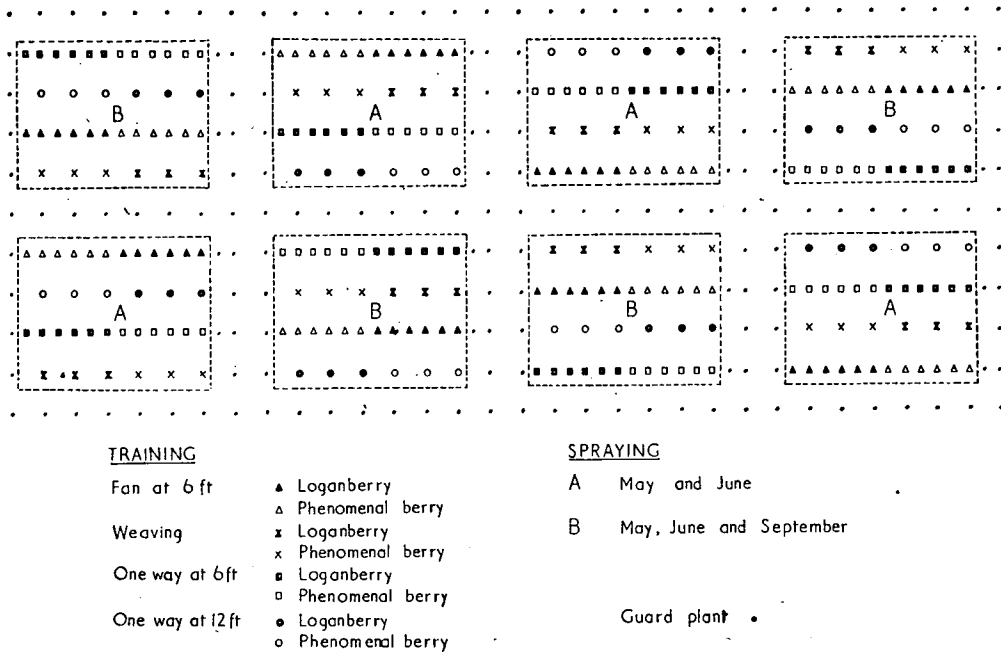 B
A
A
B
A
B
B
A
TRAINING
Fan at 6 ft
Loganberry
Phenomenal berry
Weaving
Loganberry
Phenomenal berry
One way at 6ft
Loganberry
Phenomenal berry
One way at 12 ft
Loganberry
Phenomenal berry
SPRAYING
A May and June
B May, June and September
Guard plant